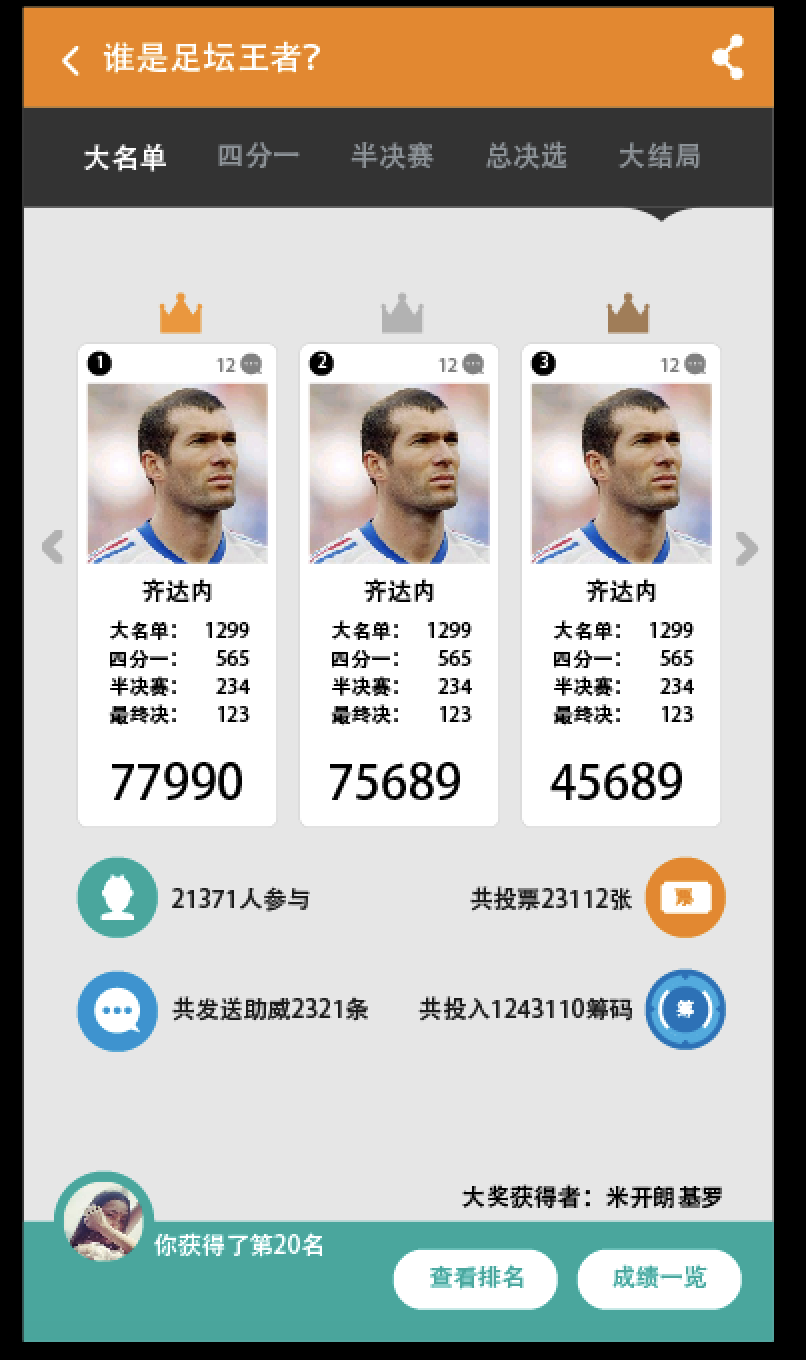 谁是足坛王者?
大名单 四分一 半决赛 总决选 大结局
1 12 2 12 3 12
齐达内 齐达内 齐达内
大名单: 1299 大名单: 1299 大名单: 1299
四分一: 565 四分一: 565 四分一: 565
半决赛: 234 半决赛: 234 半决赛: 234
最终决: 123 最终决: 123 最终决: 123
77990 75689 45689
21371人参与 共投票23112张 票
共发送助威2321条 共投入1243110筹码 筹
大奖获得者：米开朗基罗
你获得了第20名
查看排名 成绩一览